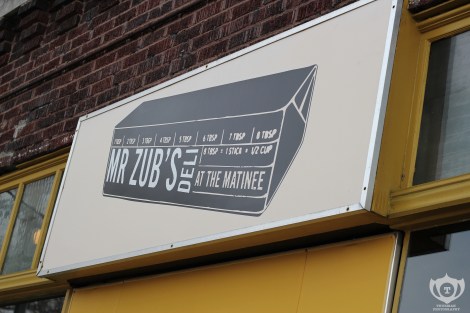 1 TBSP 2 TBSP 3 TBSP 4 TBSP 5 TBSP 6 TBSP 7 TBSP 8 TBSP
8 TBSP = 1 STICK = 1/2 CUP
MR ZUB'S
DELI
AT THE MATINEE
T